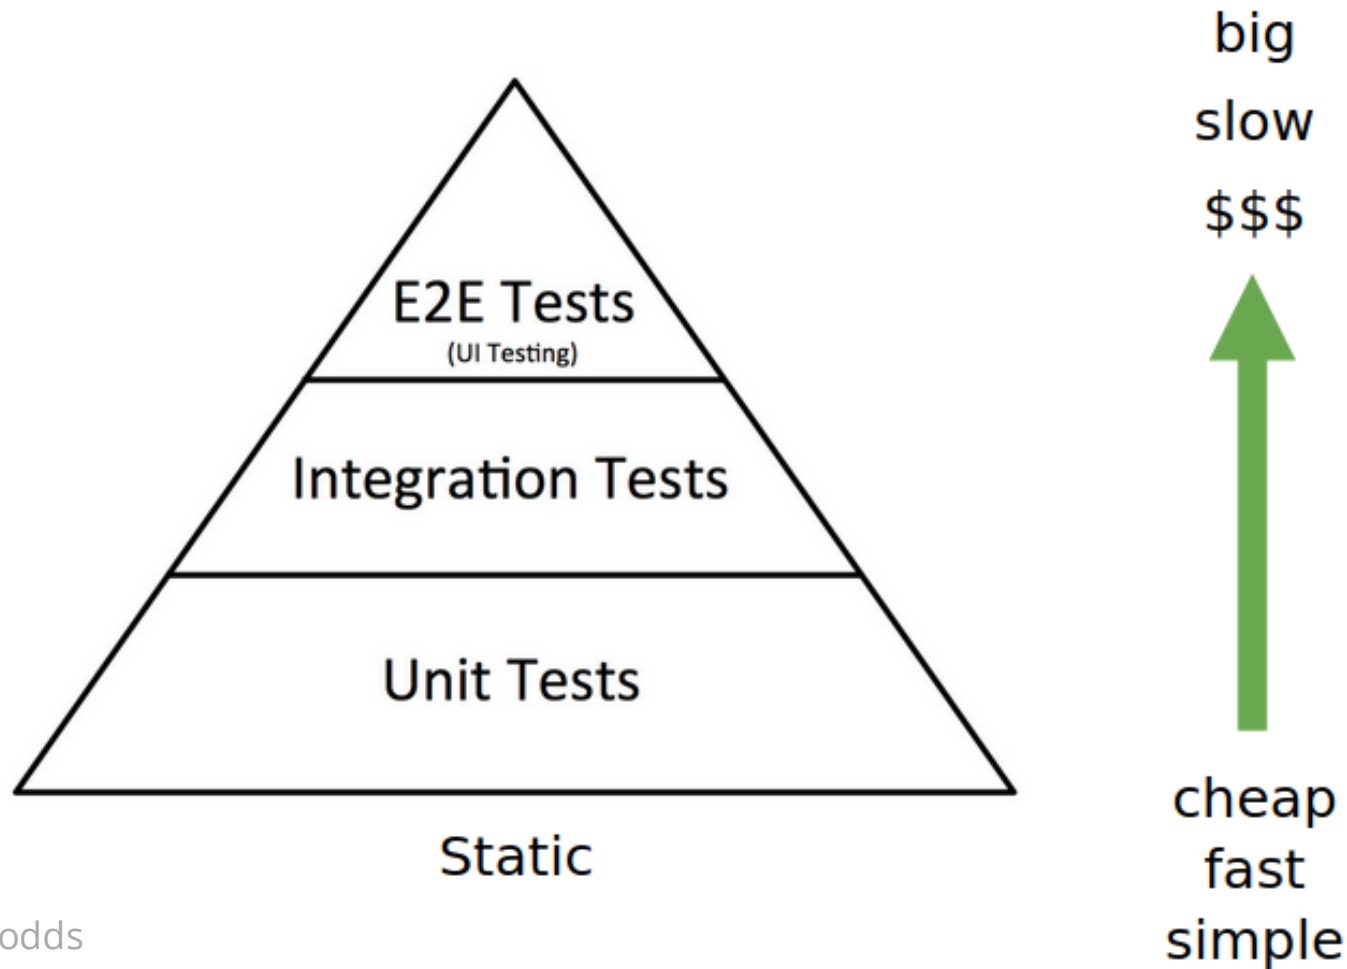 big
slow
$$$
E2E Tests
(UI Testing)
Integration Tests
Unit Tests
Static
cheap
fast
simple
odds